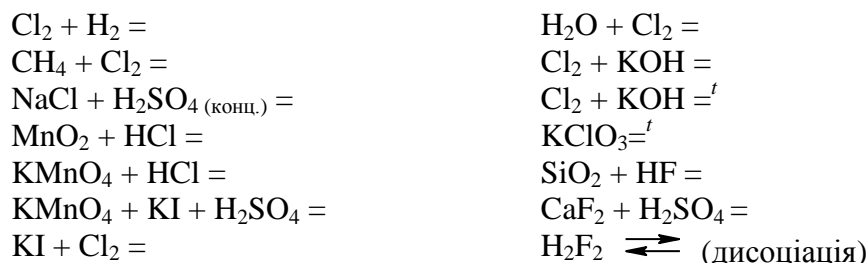 Cl₂ + H₂ =
CH₄ + Cl₂ =
NaCl + H₂SO₄ (конц.) =
MnO₂ + HCl =
KMnO₄ + HCl =
KMnO₄ + KI + H₂SO₄ =
KI + Cl₂ =
H₂O + Cl₂ =
Cl₂ + KOH =
Cl₂ + KOH =ᵗ
KClO₃=ᵗ
SiO₂ + HF =
CaF₂ + H₂SO₄ =
H₂F₂ ⇄ (дисоціація)